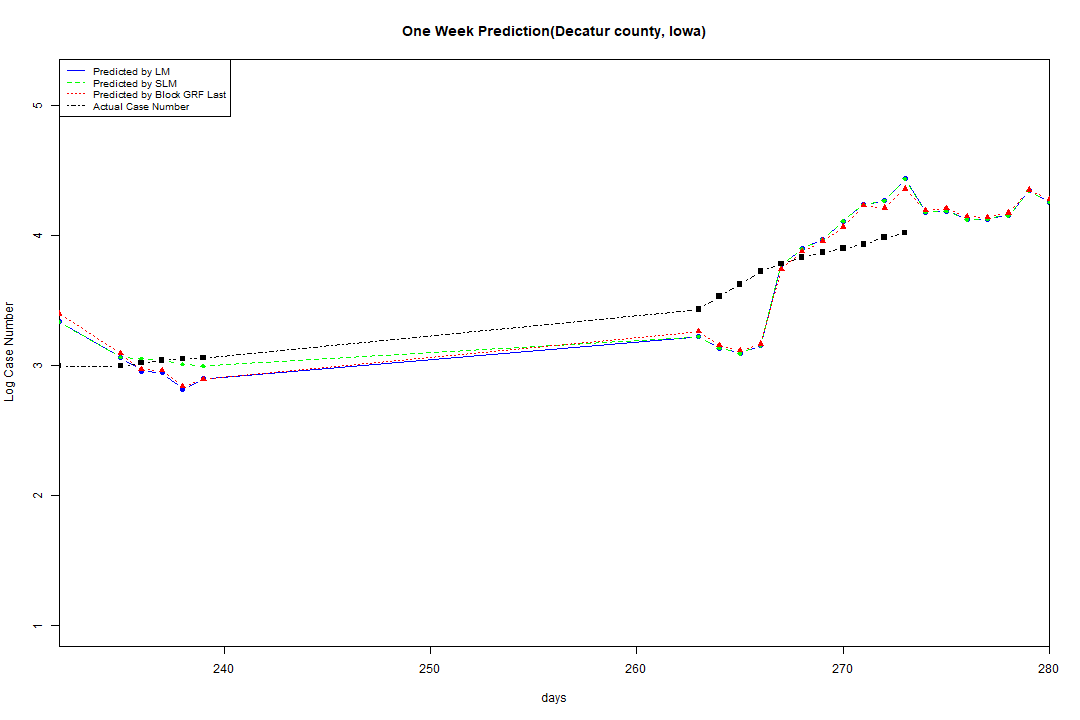 One Week Prediction(Decatur county, Iowa)
Predicted by LM
Predicted by SLM
Predicted by Block GRF Last
Actual Case Number
5
4
3
2
1
Log Case Number
240 250 260 270 280
days